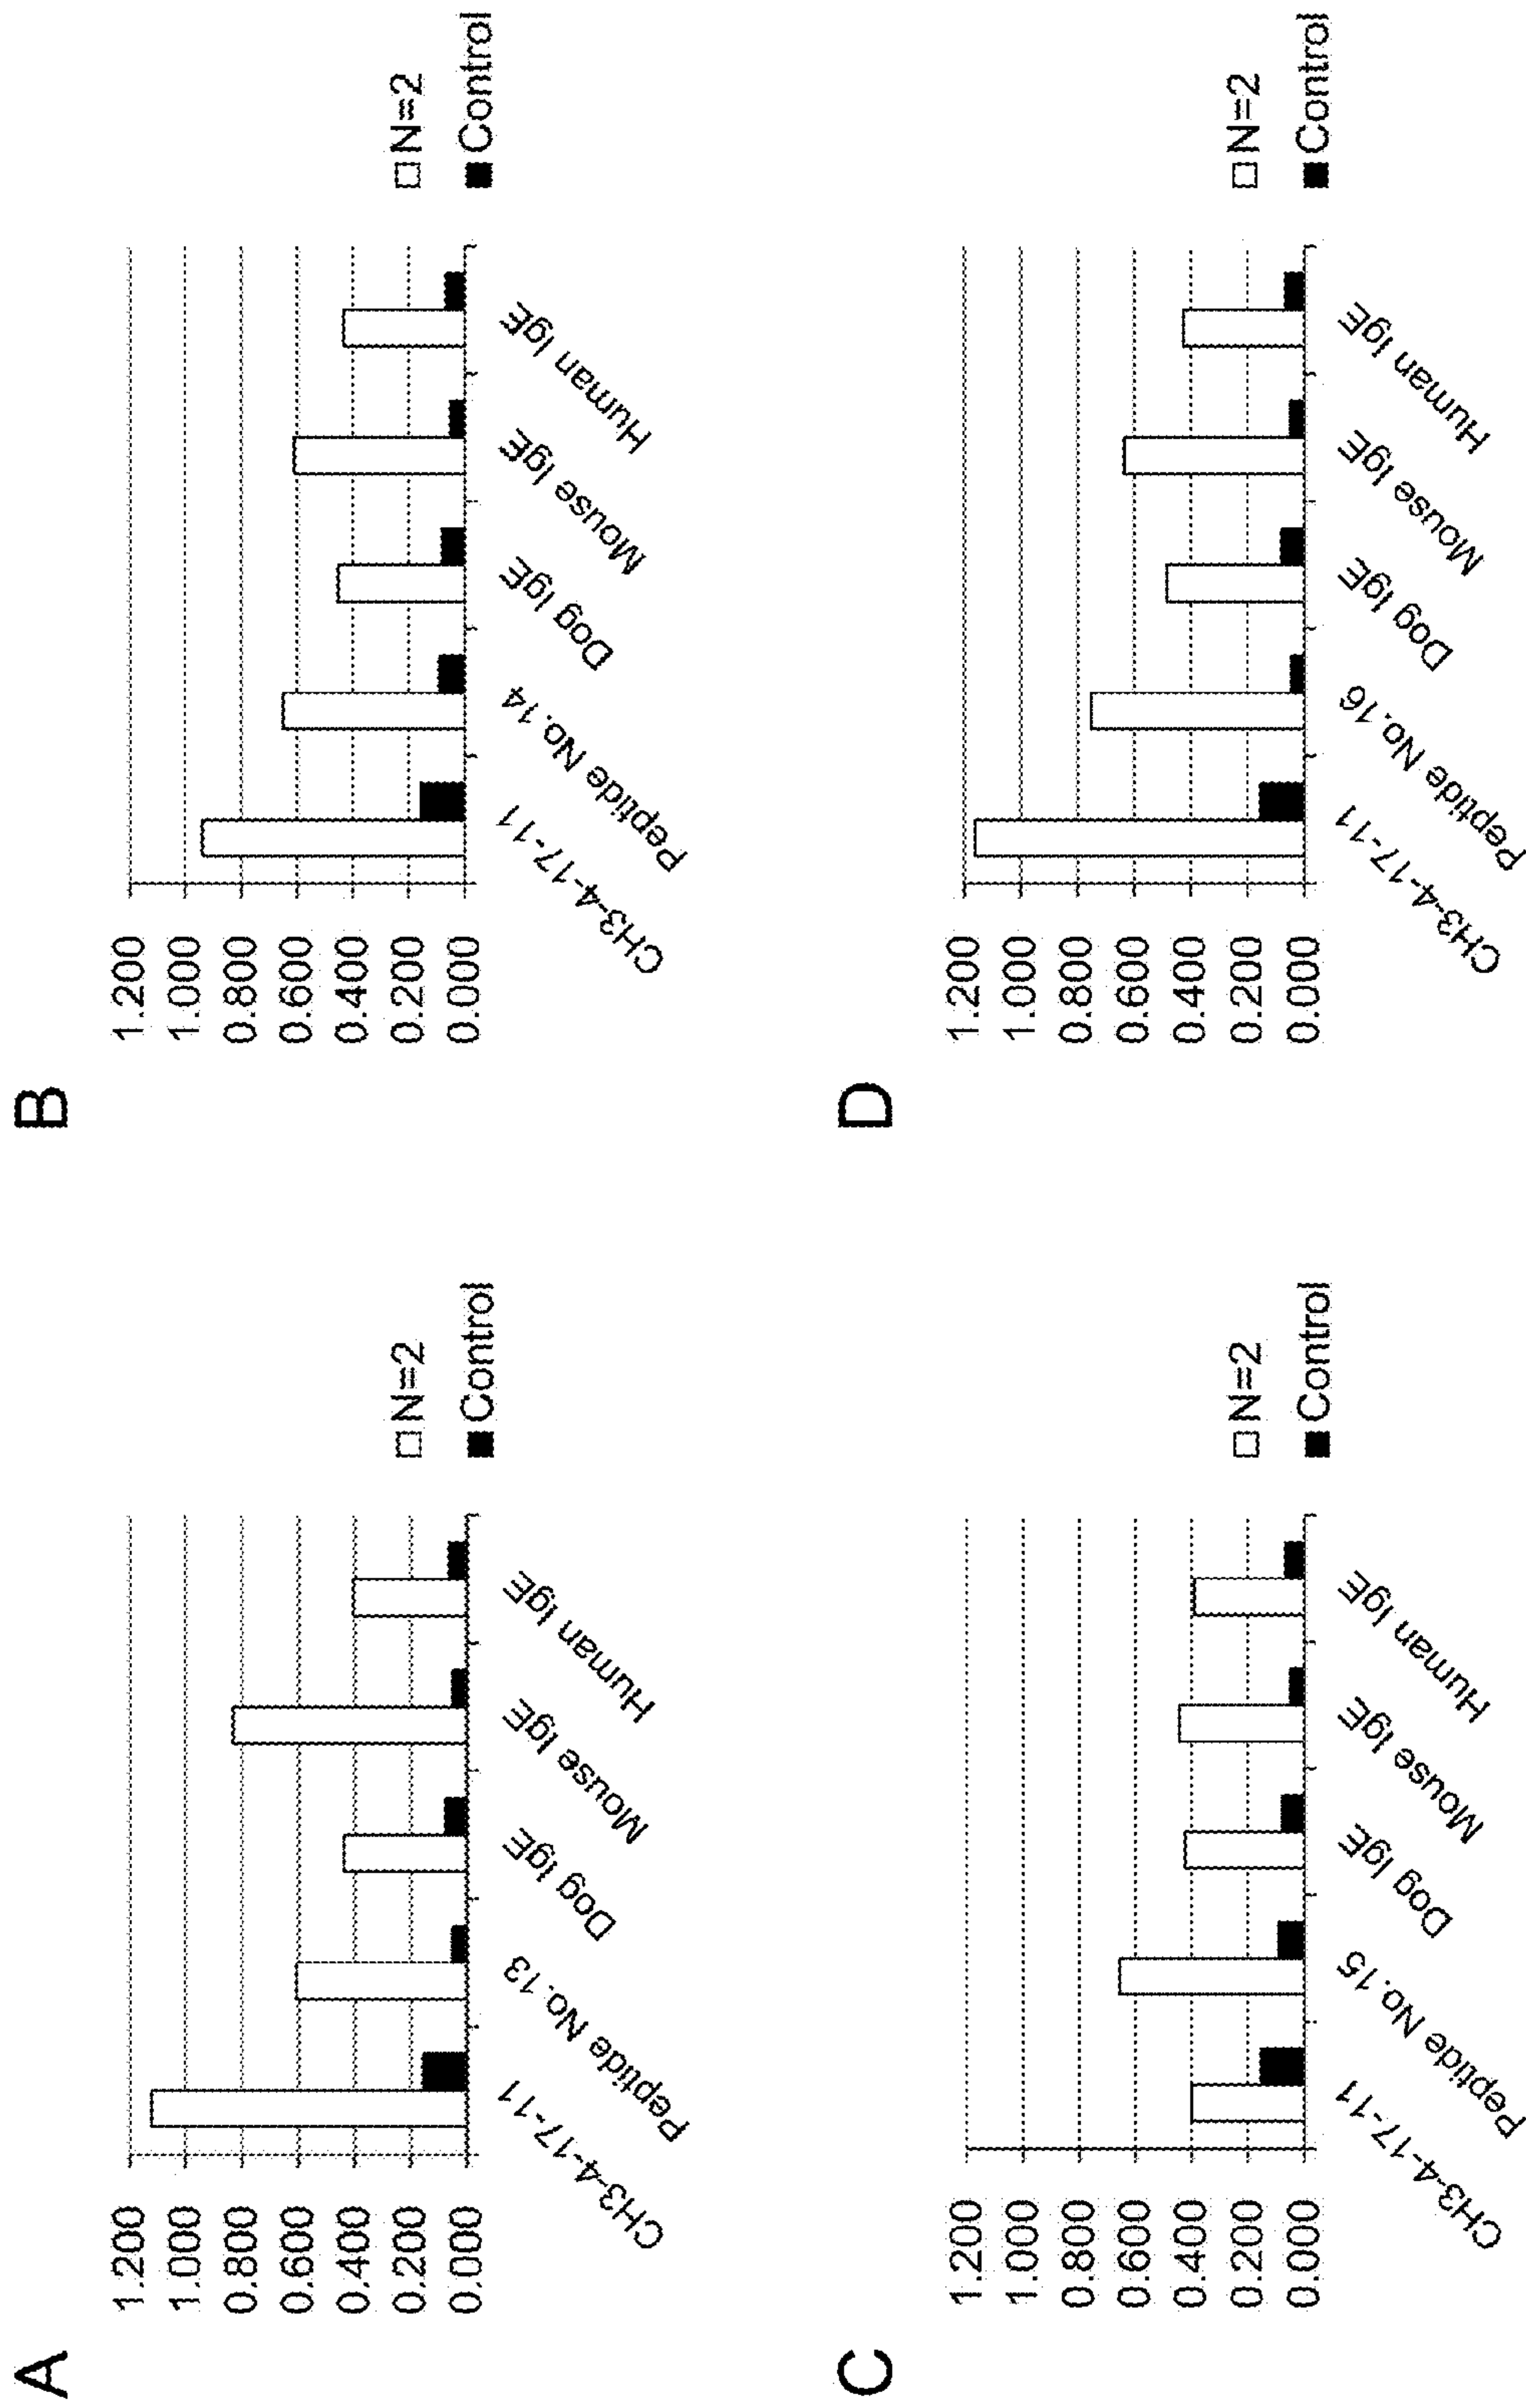 A
1.200
1.000
0.800
0.600
0.400
0.200
0.000
CH3-4-17-11
Peptide No.13
Dog IgE
Mouse IgE
Human IgE
N=2
Control
B
1.200
1.000
0.800
0.600
0.400
0.200
0.000
CH3-4-17-11
Peptide No.14
Dog IgE
Mouse IgE
Human IgE
N=2
Control
C
1.200
1.000
0.800
0.600
0.400
0.200
0.000
CH3-4-17-11
Peptide No.15
Dog IgE
Mouse IgE
Human IgE
N=2
Control
D
1.200
1.000
0.800
0.600
0.400
0.200
0.000
CH3-4-17-11
Peptide No.16
Dog IgE
Mouse IgE
Human IgE
N=2
Control